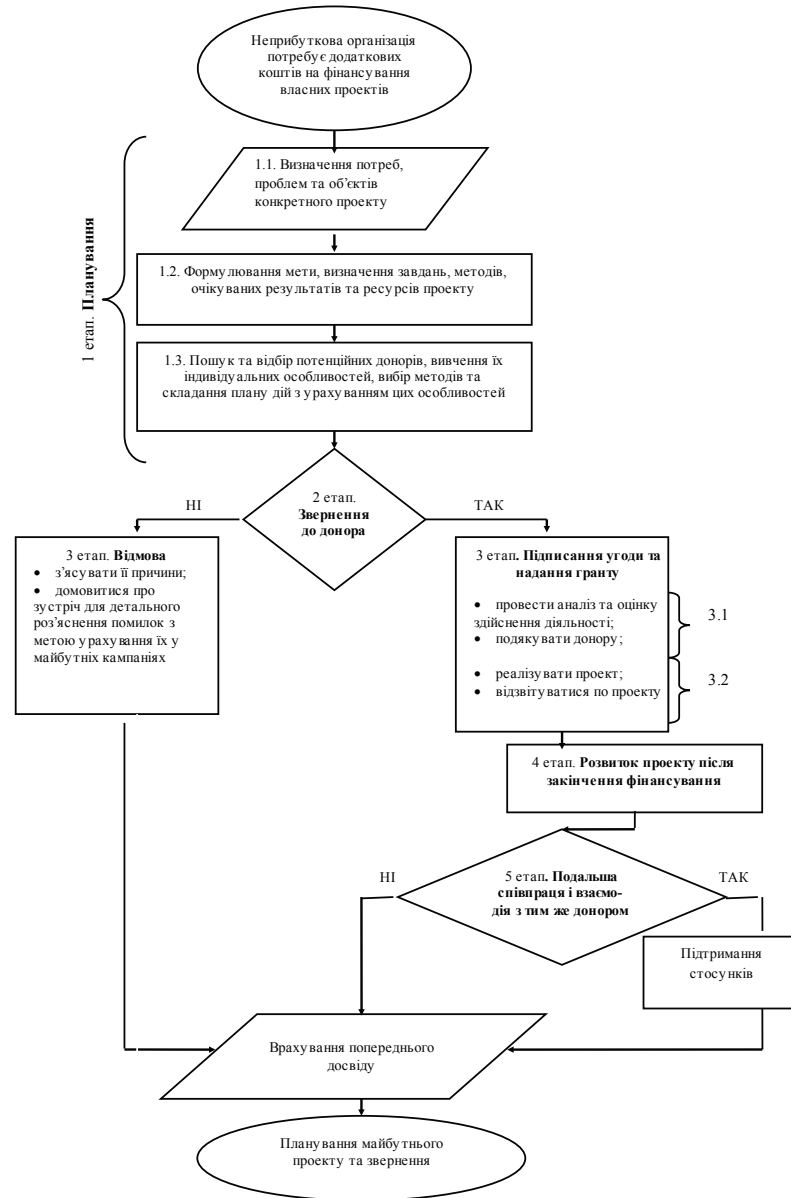 Неприбуткова організація
потребує додаткових
коштів на фінансування
власних проектів
1 етап. Планування
1.1. Визначення потреб,
проблем та об’єктів
конкретного проекту
1.2. Формулювання мети, визначення завдань, методів,
очікуваних результатів та ресурсів проекту
1.3. Пошук та відбір потенційних донорів, вивчення їх
індивідуальних особливостей, вибір методів та
складання плану дій з урахуванням цих особливостей
НІ
2 етап.
Звернення
до донора
ТАК
3 етап. Відмова
• з’ясувати її причини;
• домовитися про
зустріч для детального
роз’яснення помилок з
метою урахування їх у
майбутніх кампаніях
3 етап. Підписання угоди та
надання гранту
• провести аналіз та оцінку
здійснення діяльності;
• подякувати донору;
3.1
• реалізувати проект;
• відзвітуватися по проекту
3.2
4 етап. Розвиток проекту після
закінчення фінансування
НІ
5 етап. Подальша
співпраця і взаємо-
дія з тим же донором
ТАК
Підтримання
стосунків
Врахування попереднього
досвіду
Планування майбутнього
проекту та звернення